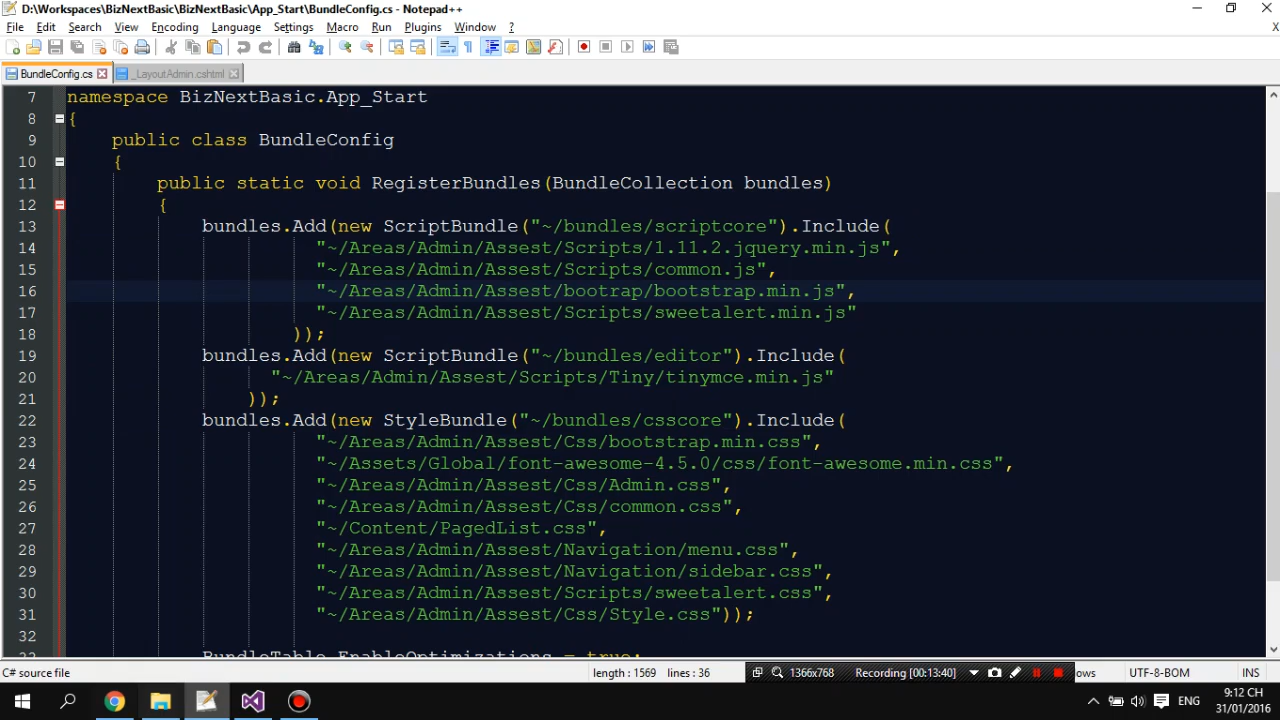 D:\Workspaces\BizNextBasic\BizNextBasic\App_Start\BundleConfig.cs - Notepad++
File Edit Search View Encoding Language Settings Macro Run Plugins Window ?
BundleConfig.cs _LayoutAdmin.cshtml
7 namespace BizNextBasic.App_Start
8 {
9 public class BundleConfig
10 {
11 public static void RegisterBundles(BundleCollection bundles)
12 {
13 bundles.Add(new ScriptBundle("~/bundles/scriptcore").Include(
14 "~/Areas/Admin/Assest/Scripts/1.11.2.jquery.min.js",
15 "~/Areas/Admin/Assest/Scripts/common.js",
16 "~/Areas/Admin/Assest/bootrap/bootstrap.min.js",
17 "~/Areas/Admin/Assest/Scripts/sweetalert.min.js"
18 ));
19 bundles.Add(new ScriptBundle("~/bundles/editor").Include(
20 "~/Areas/Admin/Assest/Scripts/Tiny/tinymce.min.js"
21 ));
22 bundles.Add(new StyleBundle("~/bundles/csscore").Include(
23 "~/Areas/Admin/Assest/Css/bootstrap.min.css",
24 "~/Assets/Global/font-awesome-4.5.0/css/font-awesome.min.css",
25 "~/Areas/Admin/Assest/Css/Admin.css",
26 "~/Areas/Admin/Assest/Css/common.css",
27 "~/Content/PagedList.css",
28 "~/Areas/Admin/Assest/Navigation/menu.css",
29 "~/Areas/Admin/Assest/Navigation/sidebar.css",
30 "~/Areas/Admin/Assest/Scripts/sweetalert.css",
31 "~/Areas/Admin/Assest/Css/Style.css"));
32
33 BundleTable.EnableOptimizations = true;
C# source file length : 1569 lines : 36 1366x768 Recording [00:13:40] ows UTF-8-BOM INS
ENG 9:12 CH
31/01/2016